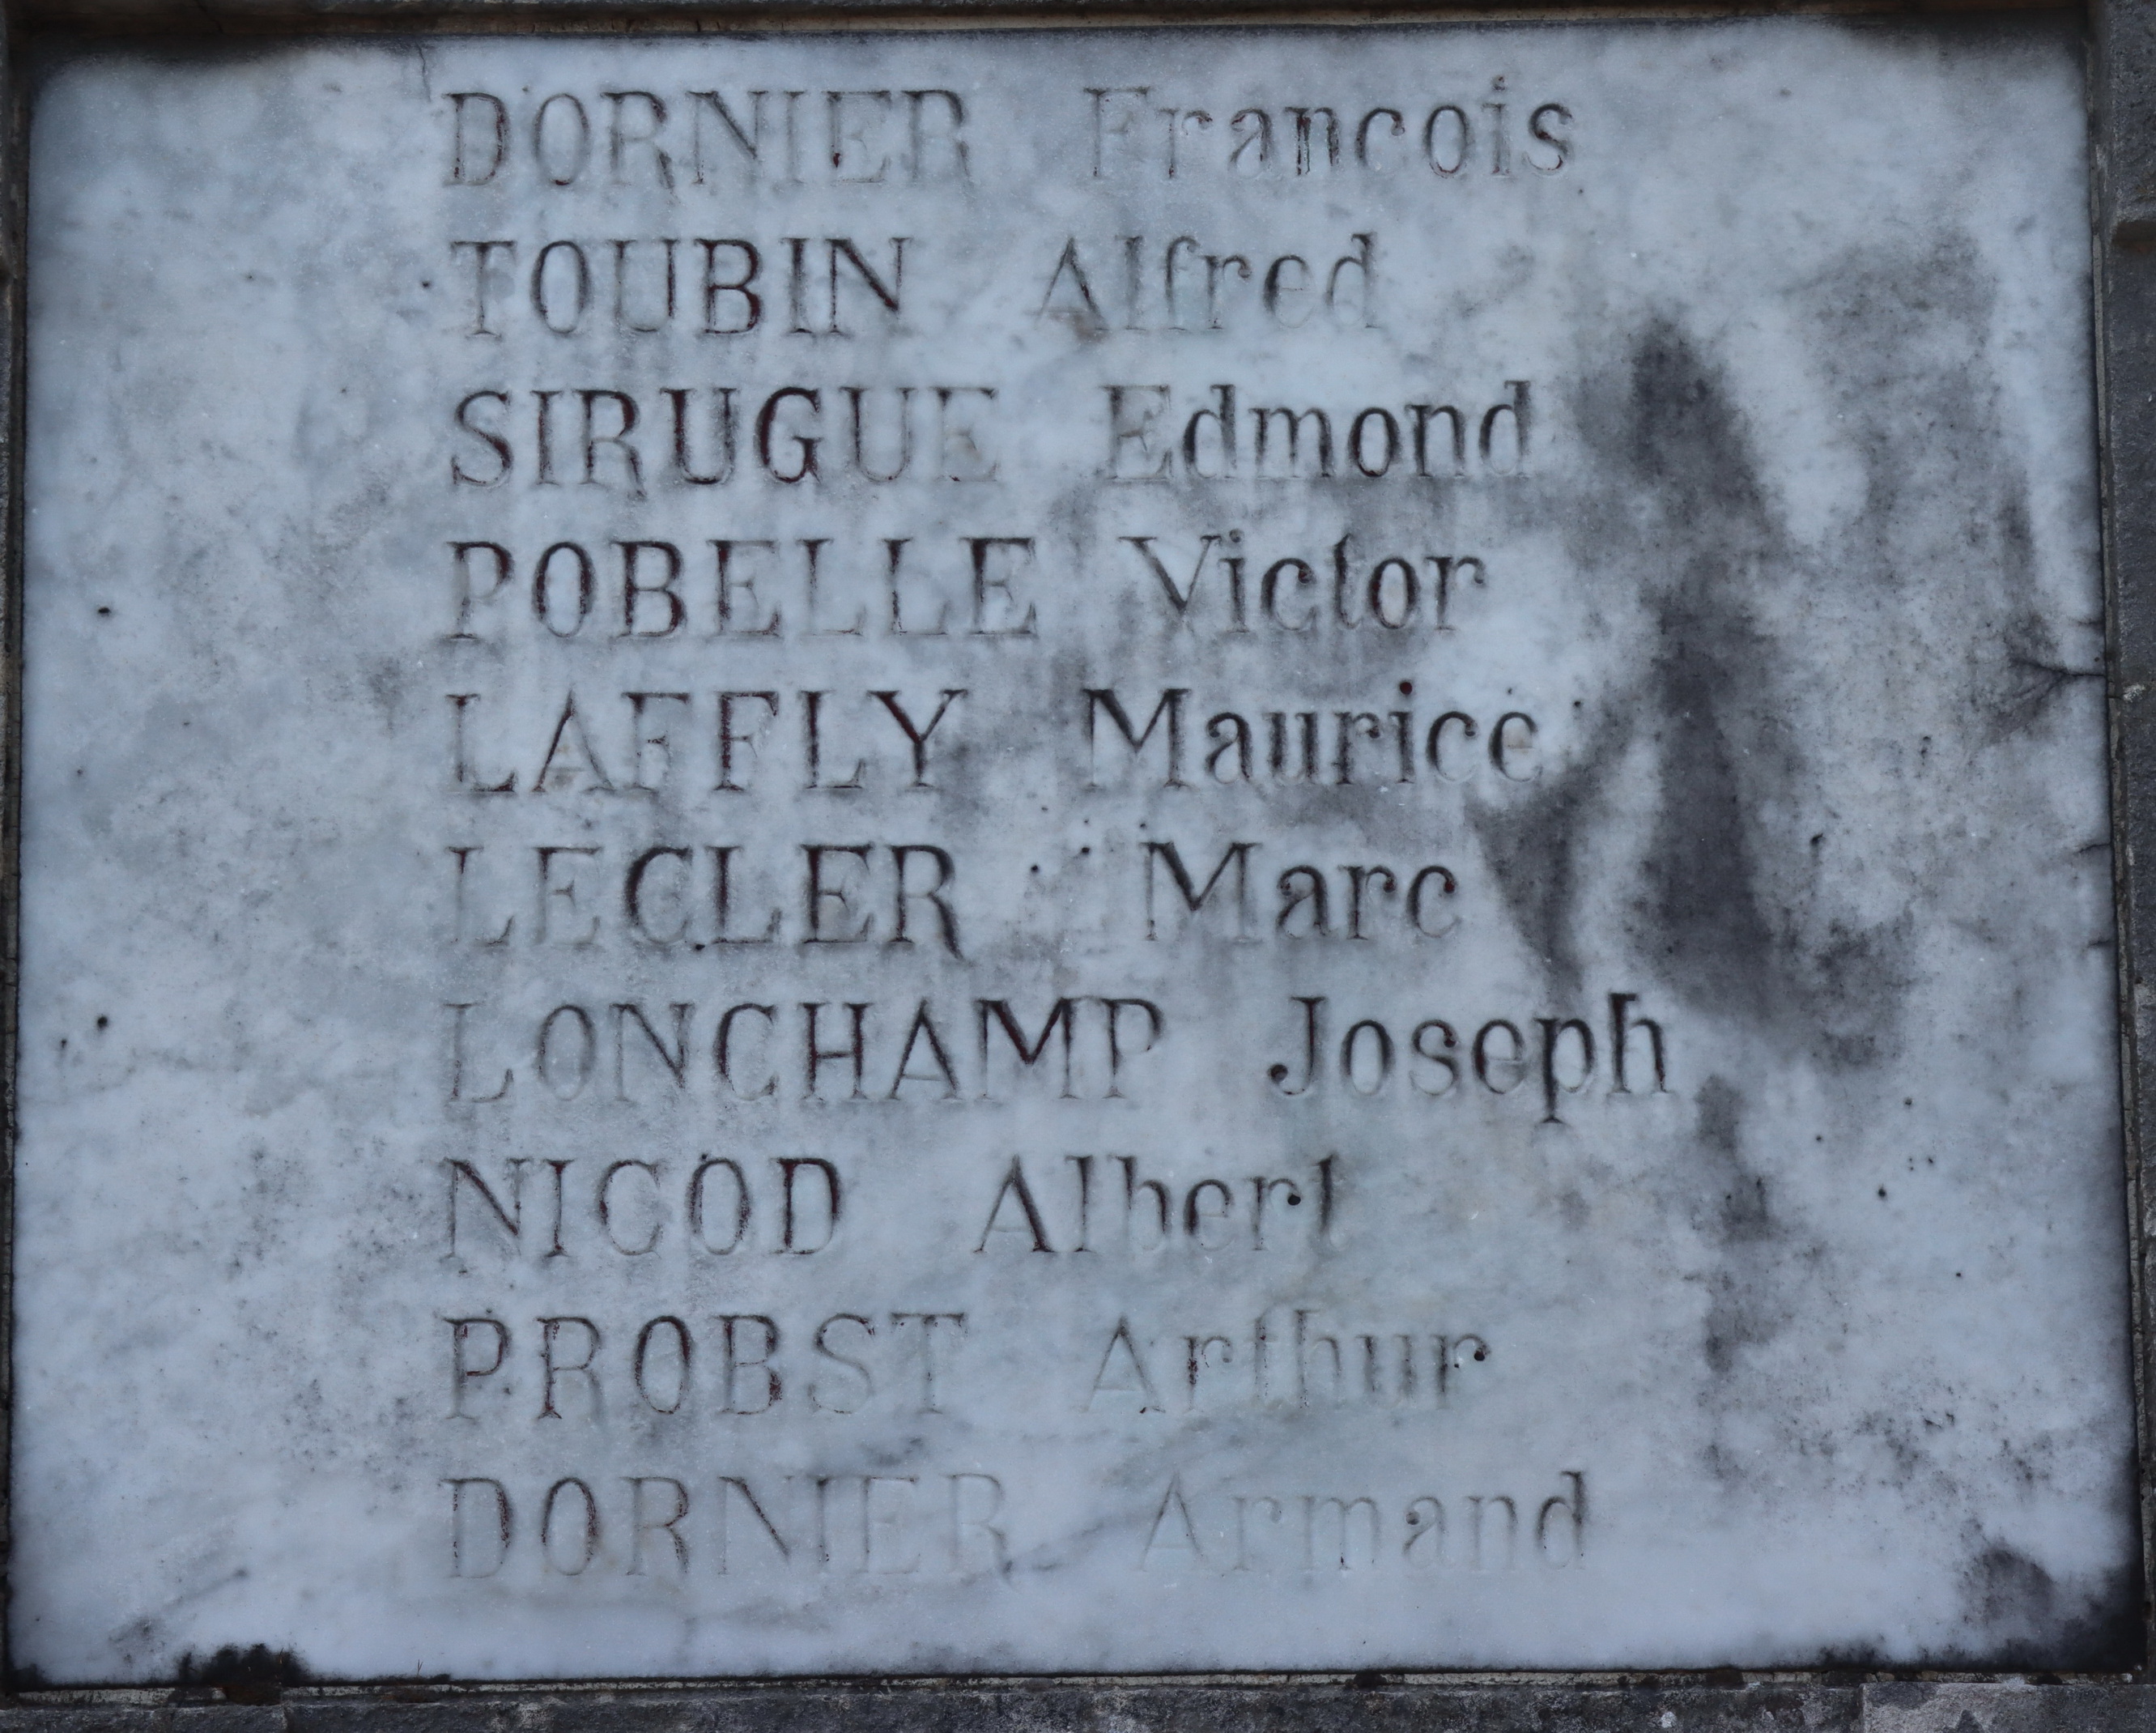 DORNIER Francois
TOUBIN Alfred
SIRUGUE Edmond
POBELLE Victor
LAFFLY Maurice
LECLER Marc
LONCHAMP Joseph
NICOD Albert
PROBST Arthur
DORNIER Armand